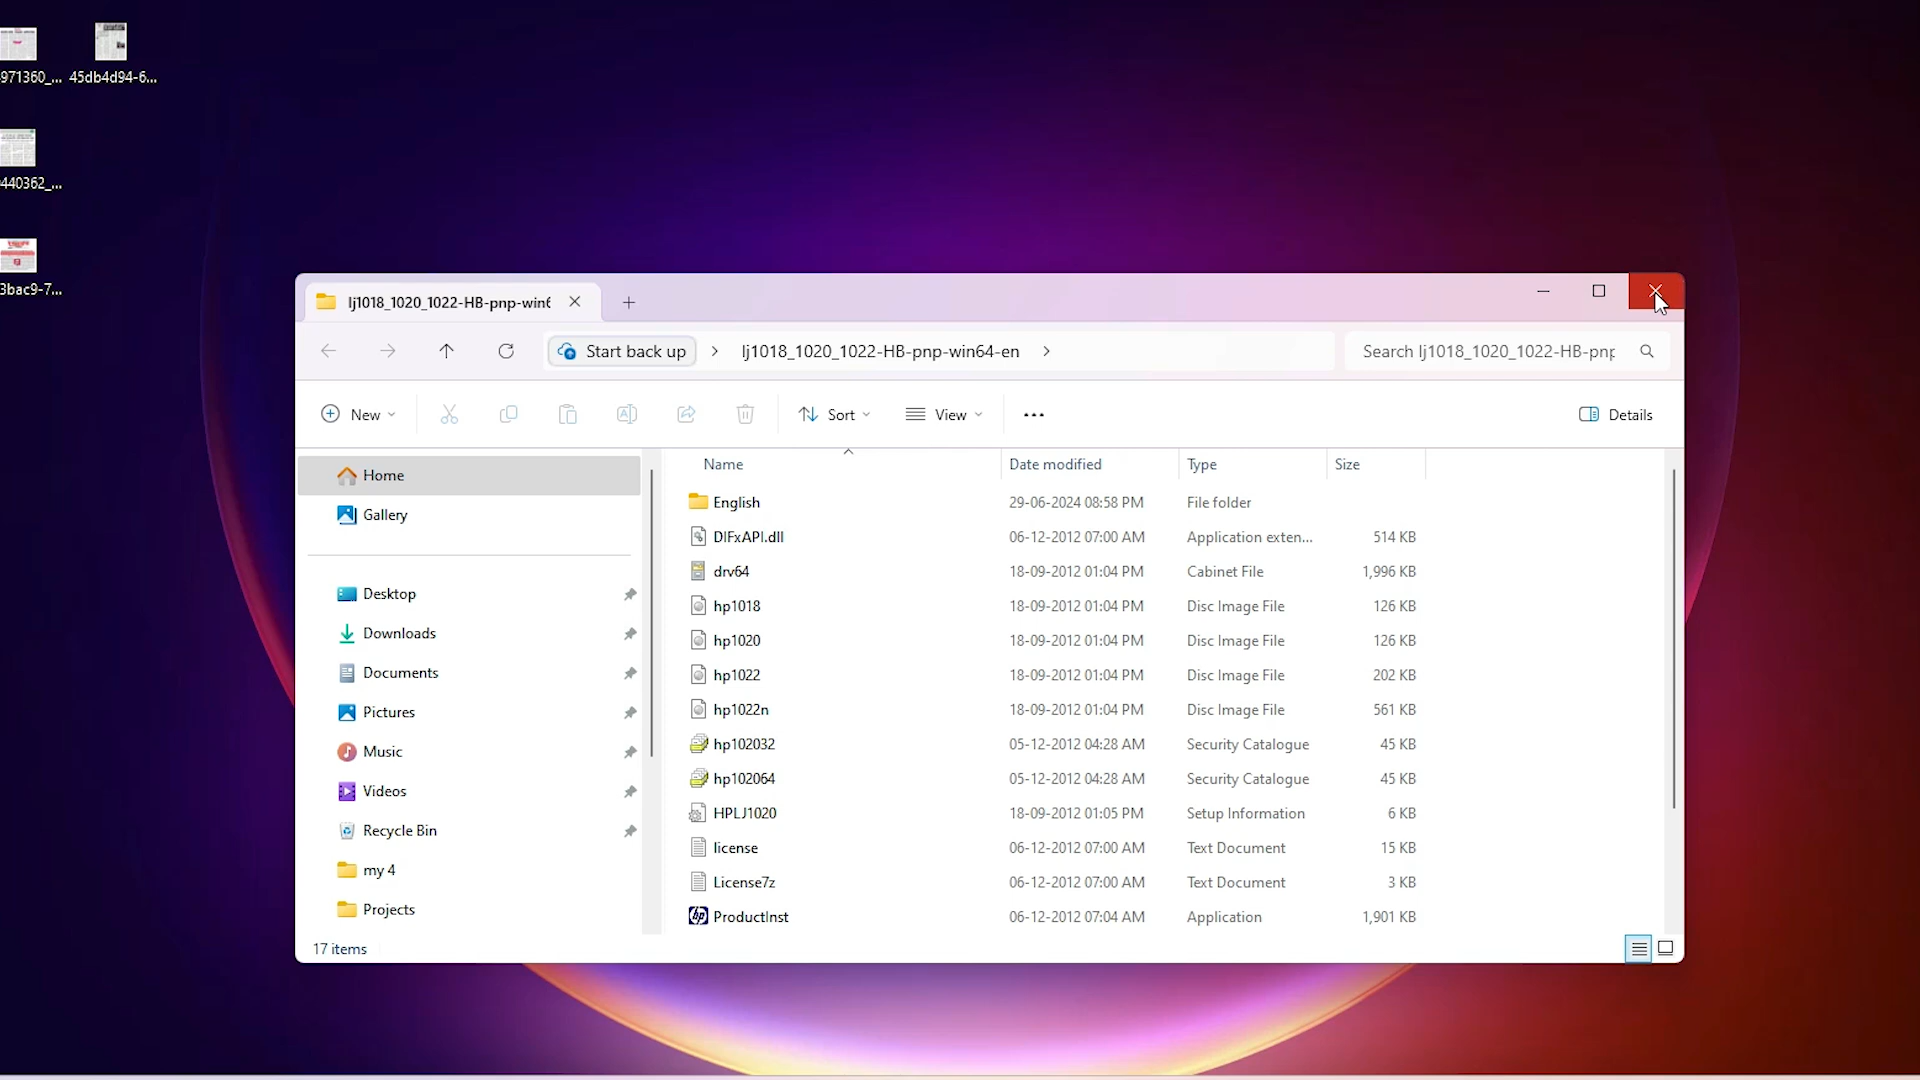 971360_... 45db4d94-6...
440362_...
3bac9-7...
lj1018_1020_1022-HB-pnp-win6
Start back up > lj1018_1020_1022-HB-pnp-win64-en > Search lj1018_1020_1022-HB-pnp
New Sort View ... Details
Home
Gallery
Desktop
Downloads
Documents
Pictures
Music
Videos
Recycle Bin
my 4
Projects
Name Date modified Type Size
English 29-06-2024 08:58 PM File folder
DIFxAPI.dll 06-12-2012 07:00 AM Application exten... 514 KB
drv64 18-09-2012 01:04 PM Cabinet File 1,996 KB
hp1018 18-09-2012 01:04 PM Disc Image File 126 KB
hp1020 18-09-2012 01:04 PM Disc Image File 126 KB
hp1022 18-09-2012 01:04 PM Disc Image File 202 KB
hp1022n 18-09-2012 01:04 PM Disc Image File 561 KB
hp102032 05-12-2012 04:28 AM Security Catalogue 45 KB
hp102064 05-12-2012 04:28 AM Security Catalogue 45 KB
HPLJ1020 18-09-2012 01:05 PM Setup Information 6 KB
license 06-12-2012 07:00 AM Text Document 15 KB
License7z 06-12-2012 07:00 AM Text Document 3 KB
hp ProductInst 06-12-2012 07:04 AM Application 1,901 KB
17 items